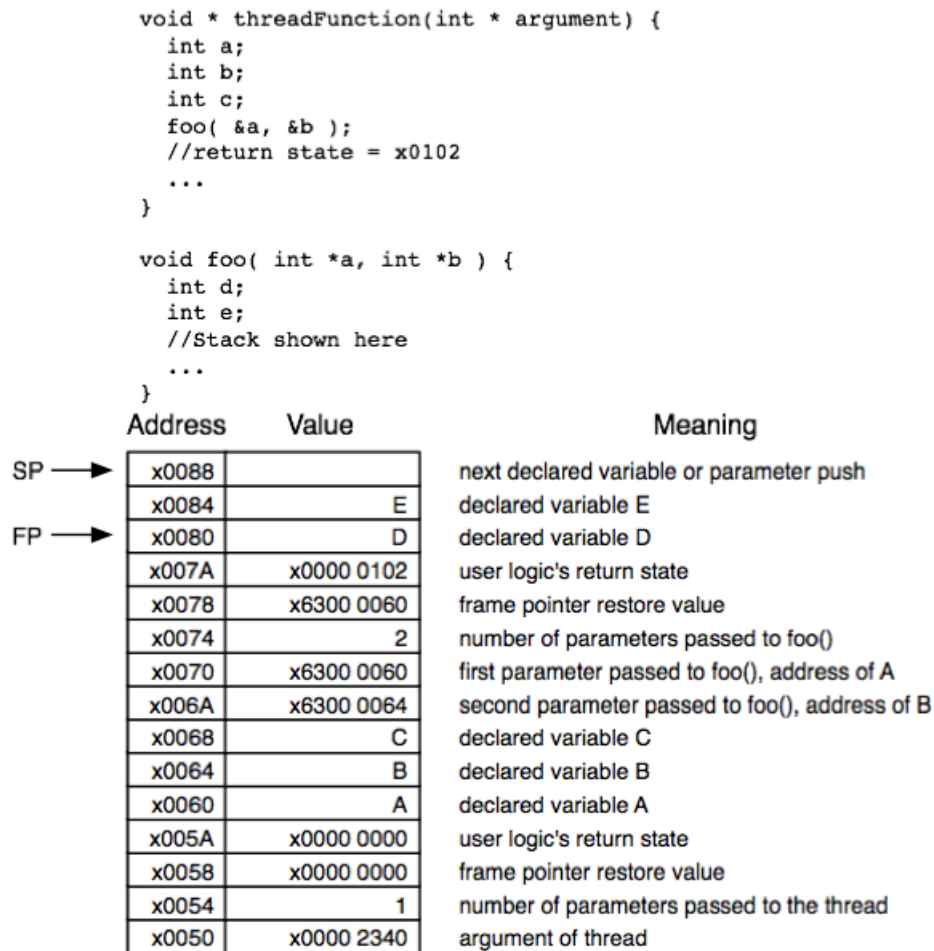 void * threadFunction(int * argument) {
int a;
int b;
int c;
foo( &a, &b );
//return state = x0102
...
}
void foo( int *a, int *b ) {
int d;
int e;
//Stack shown here
...
}
Address Value Meaning
SP x0088 next declared variable or parameter push
x0084 E declared variable E
FP x0080 D declared variable D
x007A x0000 0102 user logic's return state
x0078 x6300 0060 frame pointer restore value
x0074 2 number of parameters passed to foo()
x0070 x6300 0060 first parameter passed to foo(), address of A
x006A x6300 0064 second parameter passed to foo(), address of B
x0068 C declared variable C
x0064 B declared variable B
x0060 A declared variable A
x005A x0000 0000 user logic's return state
x0058 x0000 0000 frame pointer restore value
x0054 1 number of parameters passed to the thread
x0050 x0000 2340 argument of thread